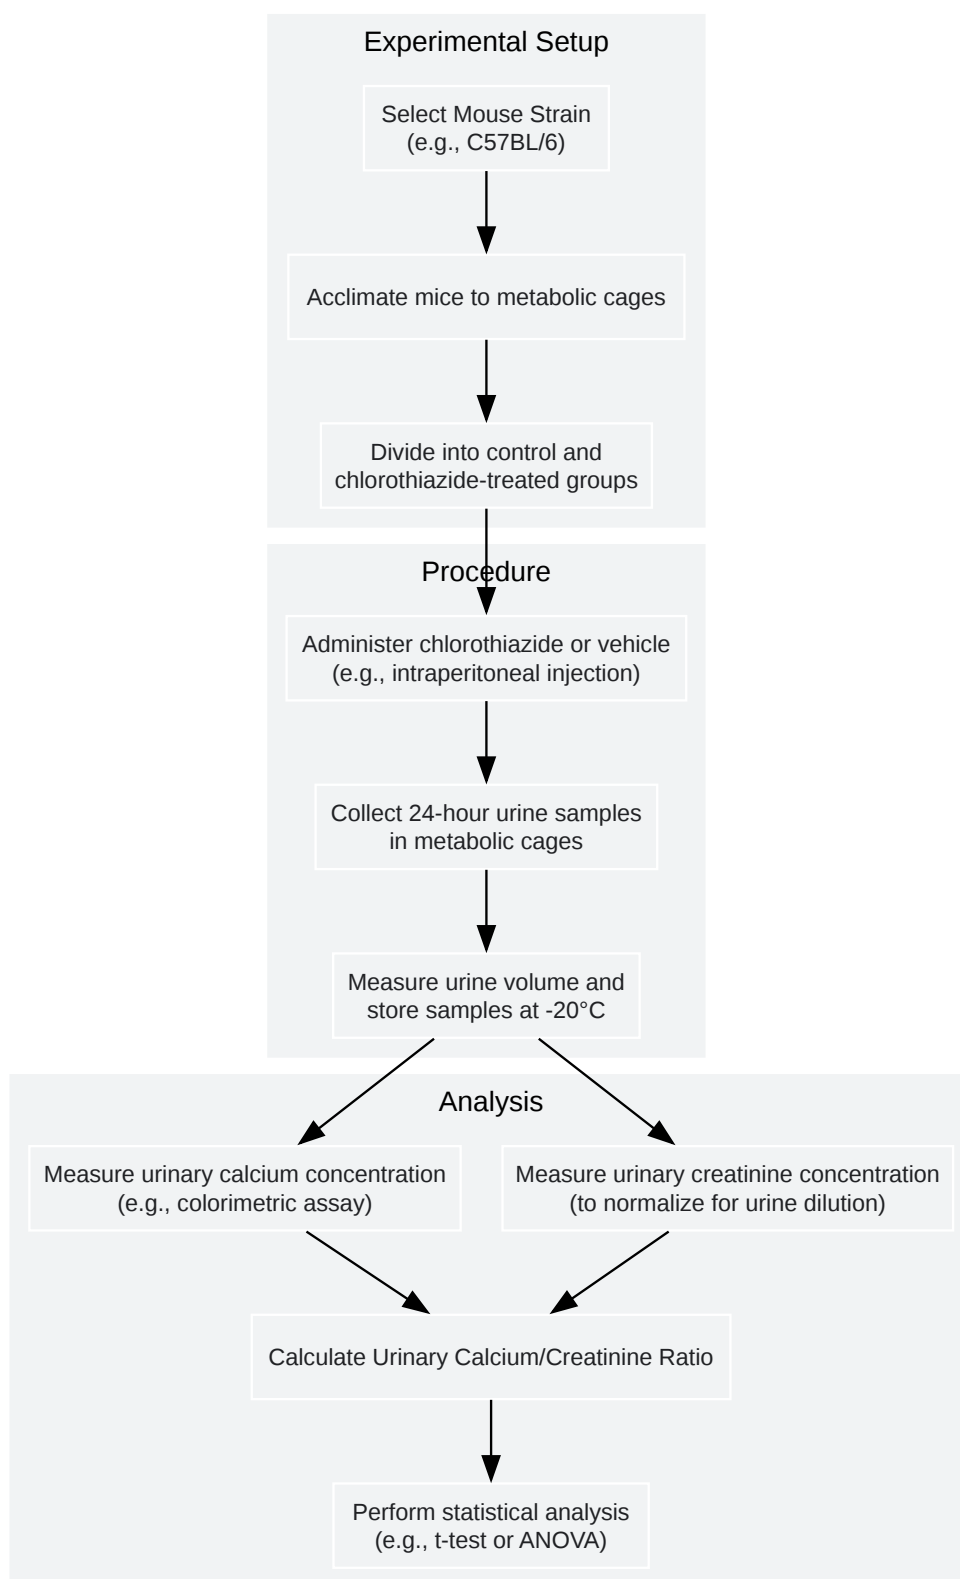 Experimental Setup
Select Mouse Strain
(e.g., C57BL/6)
Acclimate mice to metabolic cages
Divide into control and
chlorothiazide-treated groups
Procedure
Administer chlorothiazide or vehicle
(e.g., intraperitoneal injection)
Collect 24-hour urine samples
in metabolic cages
Measure urine volume and
store samples at -20°C
Analysis
Measure urinary calcium concentration
(e.g., colorimetric assay)
Measure urinary creatinine concentration
(to normalize for urine dilution)
Calculate Urinary Calcium/Creatinine Ratio
Perform statistical analysis
(e.g., t-test or ANOVA)